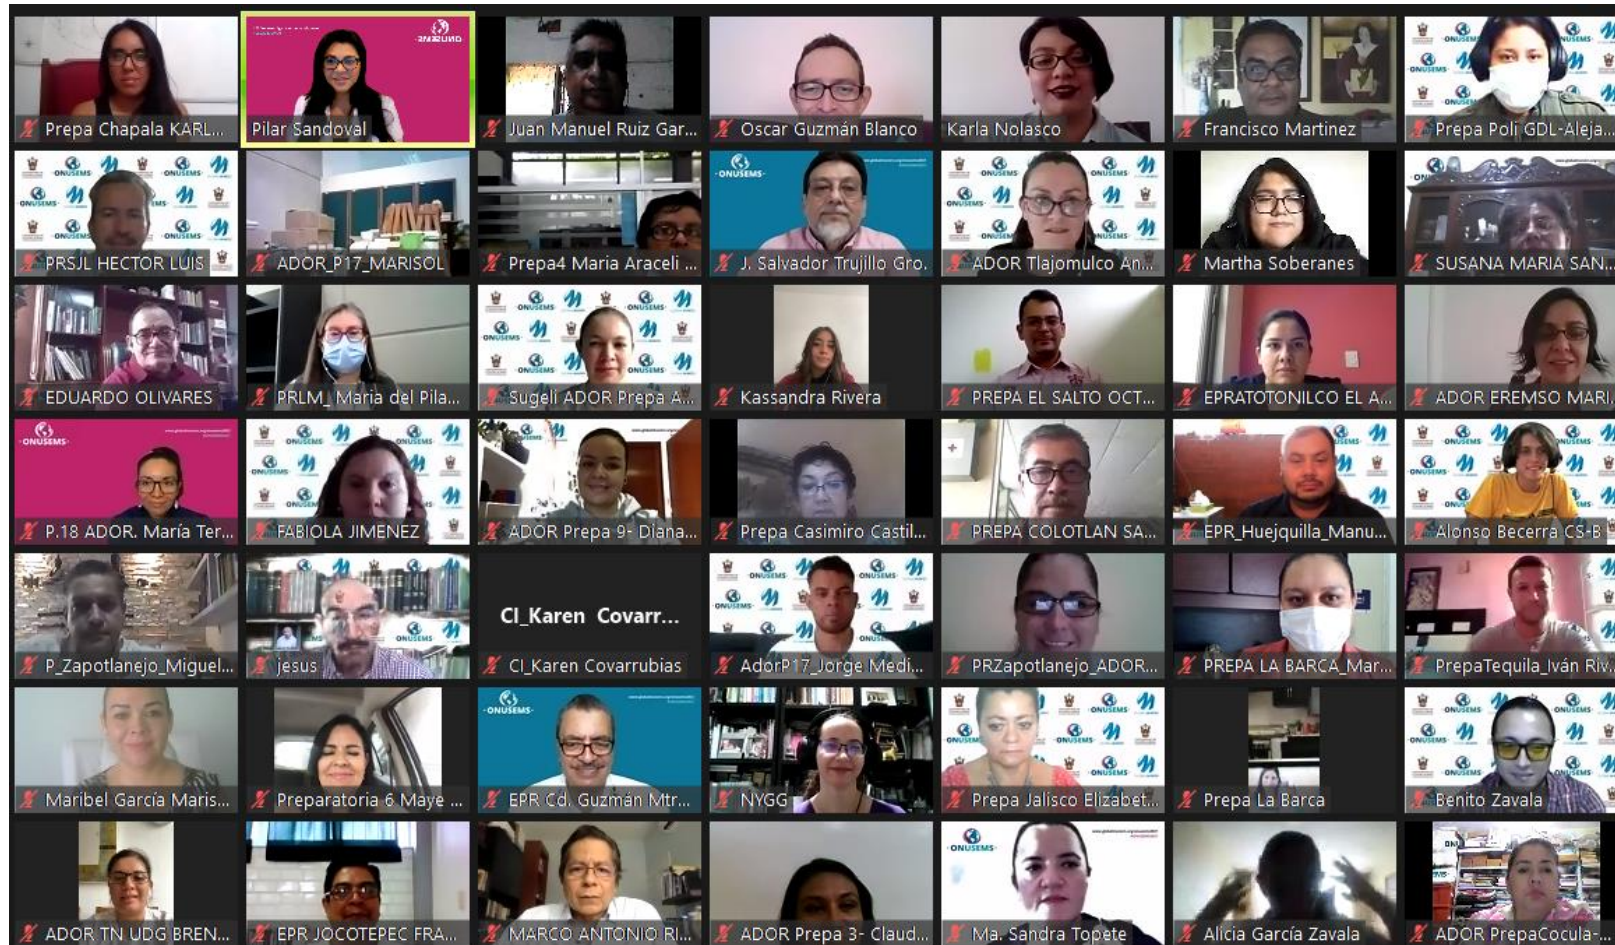 Prepa Chapala KARL...
Pilar Sandoval
Juan Manuel Ruiz Gar...
Oscar Guzmán Blanco
Karla Nolasco
Francisco Martinez
Prepa Poli GDL-Aleja...
PRSJL HECTOR LUIS
ADOR_P17_MARISOL
Prepa4 Maria Araceli ...
ONUSEMS
J. Salvador Trujillo Gro.
ADOR Tlajomulco An...
Martha Soberanes
SUSANA MARIA SAN...
EDUARDO OLIVARES
PRLM_ Maria del Pila...
Sugeli ADOR Prepa A...
Kassandra Rivera
PREPA EL SALTO OCT...
EPRATOTONILCO EL A...
ADOR EREMSO MARI...
ONUSEMS
P.18 ADOR. María Ter...
FABIOLA JIMENEZ
ADOR Prepa 9- Diana...
Prepa Casimiro Castil...
PREPA COLOTLAN SA...
EPR_Huejquilla_Manu...
Alonso Becerra CS-B
P_Zapotlanejo_Miguel...
jesus
CI_Karen Covarr...
CI_Karen Covarrubias
AdorP17_Jorge Medi...
PRZapotlanejo_ADOR...
PREPA LA BARCA_Mar...
PrepaTequila_Iván Riv...
Maribel García Maris...
Preparatoria 6 Maye ...
ONUSEMS
EPR Cd. Guzmán Mtr...
NYGG
Prepa Jalisco Elizabet...
Prepa La Barca
Benito Zavala
ADOR TN UDG BREN...
EPR JOCOTEPEC FRA...
MARCO ANTONIO RI...
ADOR Prepa 3- Claud...
ONUSEMS
Ma. Sandra Topete
Alicia García Zavala
ADOR PrepaCocula-...